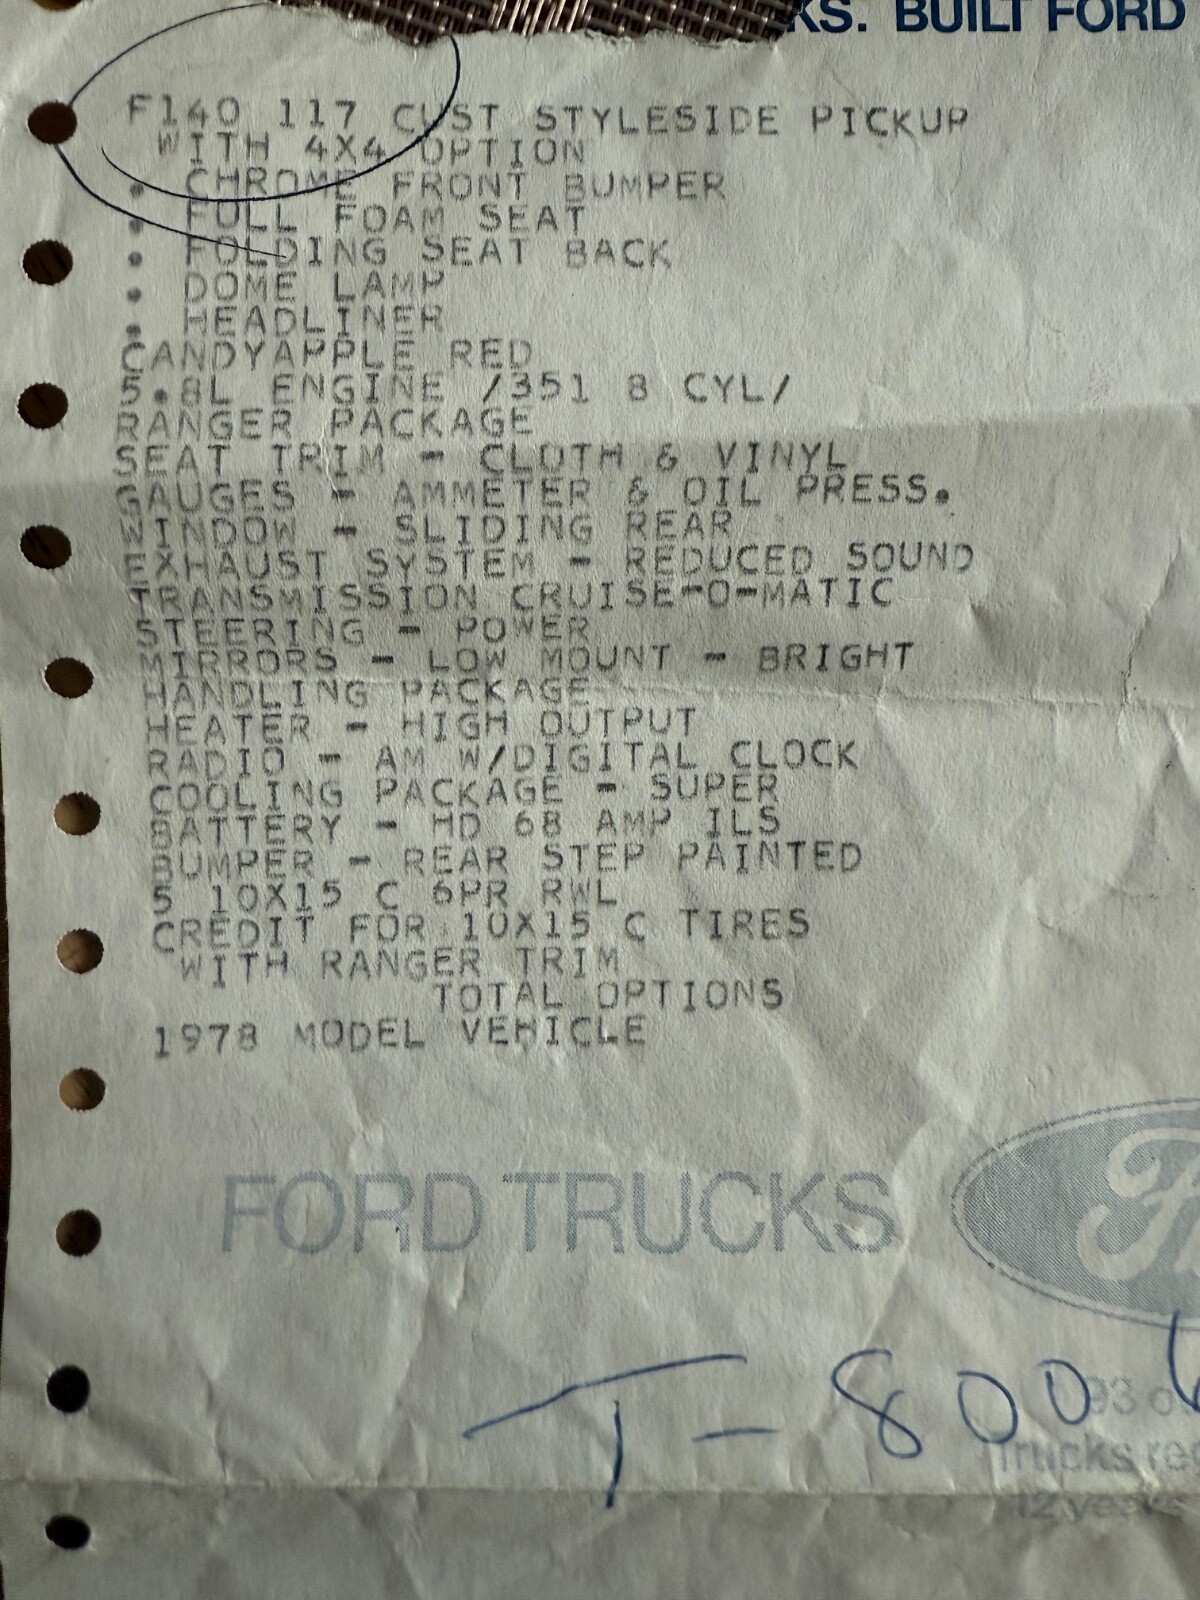 KS. BUILT FORD
F140 117 CUST STYLESIDE PICKUP
WITH 4X4 OPTION
• CHROME FRONT BUMPER
• FULL FOAM SEAT
• FOLDING SEAT BACK
• DOME LAMP
• HEADLINER
CANDYAPPLE RED
5.8L ENGINE /351 8 CYL/
RANGER PACKAGE
SEAT TRIM - CLOTH & VINYL
GAUGES - AMMETER & OIL PRESS.
WINDOW - SLIDING REAR
EXHAUST SYSTEM - REDUCED SOUND
TRANSMISSION CRUISE-O-MATIC
STEERING - POWER
MIRRORS - LOW MOUNT - BRIGHT
HANDLING PACKAGE
HEATER - HIGH OUTPUT
RADIO - AM W/DIGITAL CLOCK
COOLING PACKAGE - SUPER
BATTERY - HD 68 AMP ILS
BUMPER - REAR STEP PAINTED
5 10X15 C 6PR RWL
CREDIT FOR 10X15 C TIRES
WITH RANGER TRIM
TOTAL OPTIONS
1978 MODEL VEHICLE
FORD TRUCKS
T-800
93 o
Trucks reg
12 years